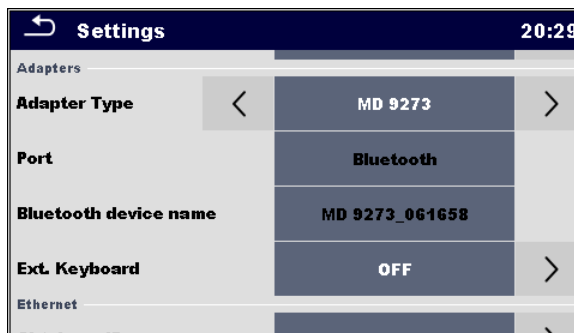 Settings 20:29
Adapters
Adapter Type MD 9273
Port Bluetooth
Bluetooth device name MD 9273_061658
Ext. Keyboard OFF
Ethernet